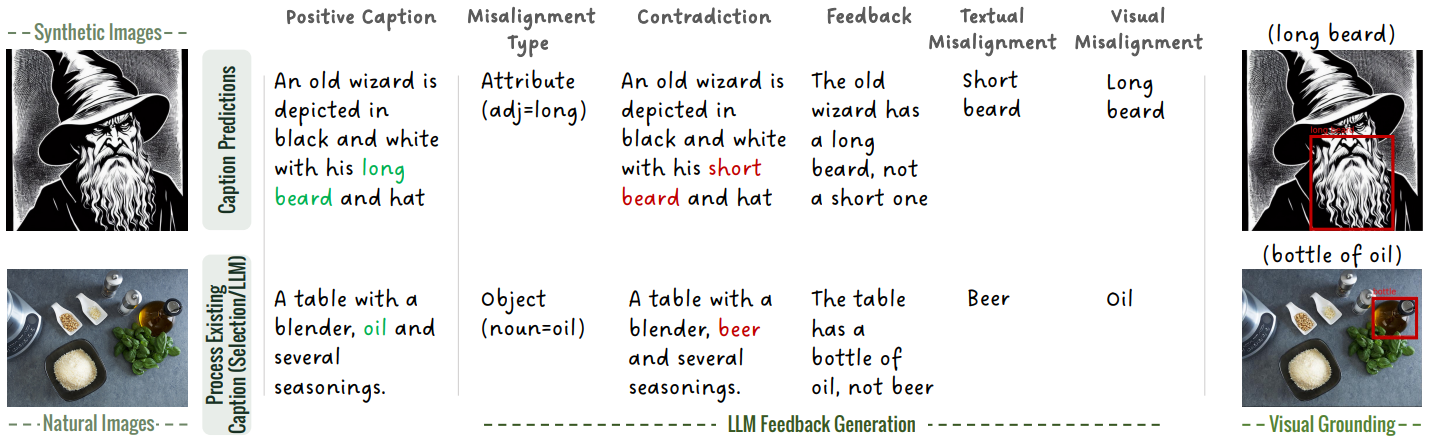 Positive Caption
Misalignment
Type
Contradiction
Feedback
Textual
Misalignment
Visual
Misalignment
--Synthetic Images--
Caption Predictions
An old wizard is
depicted in
black and white
with his long
beard and hat
Attribute
(adj=long)
An old wizard is
depicted in
black and white
with his short
beard and hat
The old
wizard has
a long
beard, not
a short one
Short
beard
Long
beard
(long beard)
long beard
Process Existing
Caption (Selection/LLM)
A table with a
blender, oil and
several
seasonings.
Object
(noun=oil)
A table with a
blender, beer
and several
seasonings.
The table
has a
bottle of
oil, not beer
Beer
Oil
(bottle of oil)
bottle
--Natural Images--
LLM Feedback Generation
--Visual Grounding--